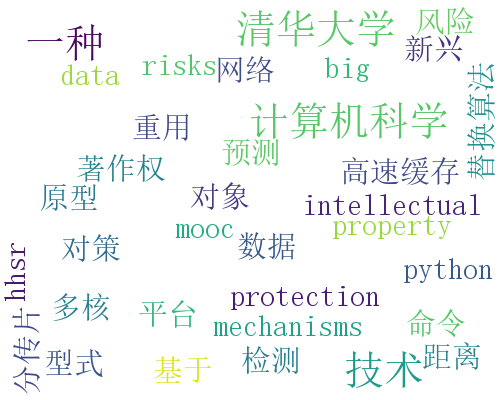 一种
清华大学
风险
data
risks
网络
big
新兴
替换算法
重用
计算机科学
预测
著作权
高速缓存
原型
对象
intellectual
mooc
property
对策
数据
python
hhsr
protection
多核
平台
mechanisms
命令
分传片
型式
基于
检测
技术
距离